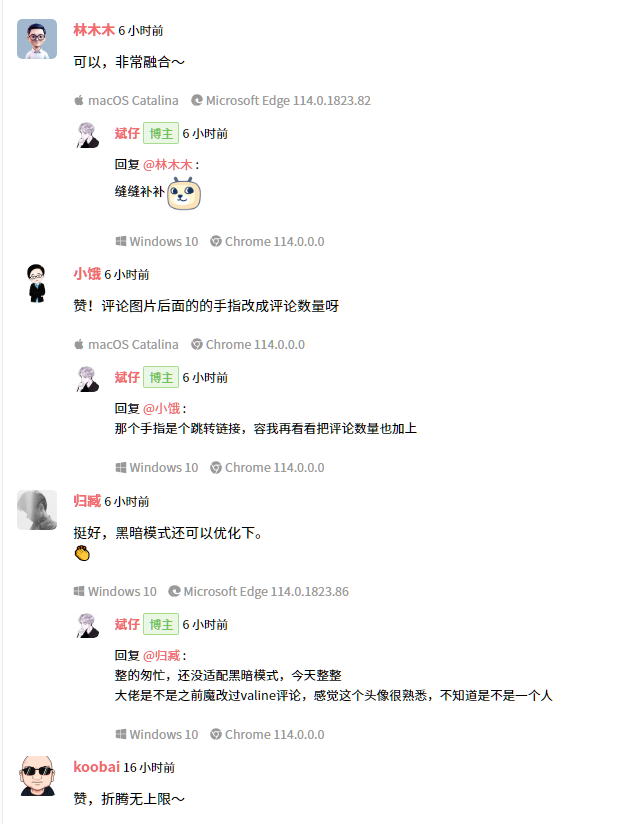 林木木 6 小时前
可以，非常融合～
macOS Catalina Microsoft Edge 114.0.1823.82
斌仔 博主 6 小时前
回复 @林木木 :
缝缝补补
Windows 10 Chrome 114.0.0.0
小饿 6 小时前
赞！评论图片后面的的手指改成评论数量呀
macOS Catalina Chrome 114.0.0.0
斌仔 博主 6 小时前
回复 @小饿 :
那个手指是个跳转链接，容我再看看把评论数量也加上
Windows 10 Chrome 114.0.0.0
归臧 6 小时前
挺好，黑暗模式还可以优化下。
Windows 10 Microsoft Edge 114.0.1823.86
斌仔 博主 6 小时前
回复 @归臧 :
整的匆忙，还没适配黑暗模式，今天整整
大佬是不是之前魔改过valine评论，感觉这个头像很熟悉，不知道是不是一个人
Windows 10 Chrome 114.0.0.0
koobai 16 小时前
赞，折腾无上限～